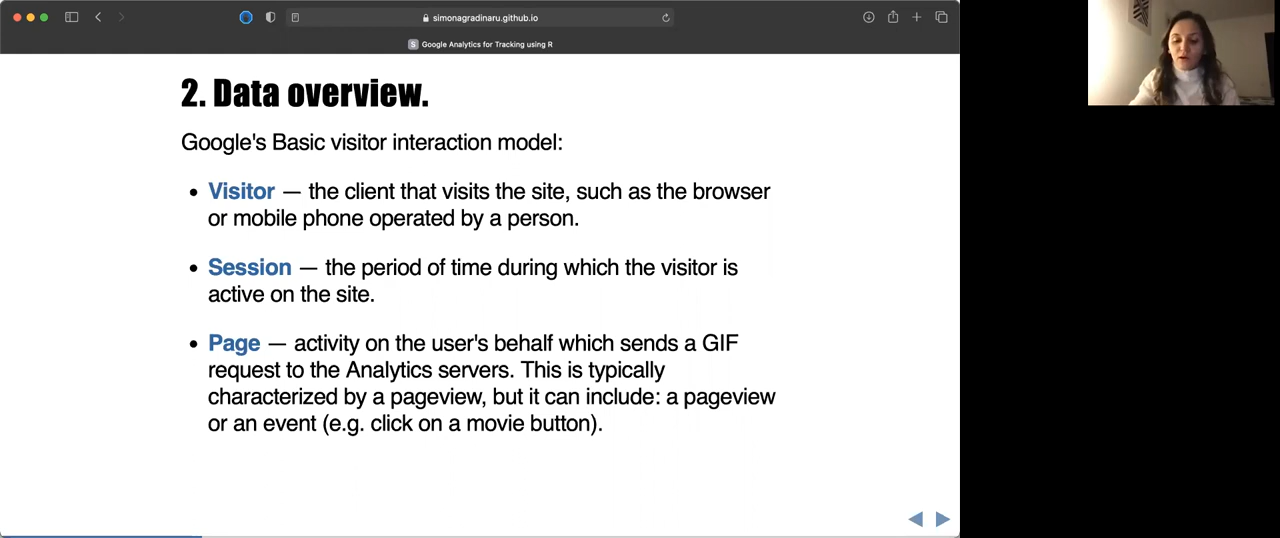 simonagradinaru.github.io
S Google Analytics for Tracking using R
2. Data overview.
Google's Basic visitor interaction model:
• Visitor — the client that visits the site, such as the browser
or mobile phone operated by a person.
• Session — the period of time during which the visitor is
active on the site.
• Page — activity on the user's behalf which sends a GIF
request to the Analytics servers. This is typically
characterized by a pageview, but it can include: a pageview
or an event (e.g. click on a movie button).